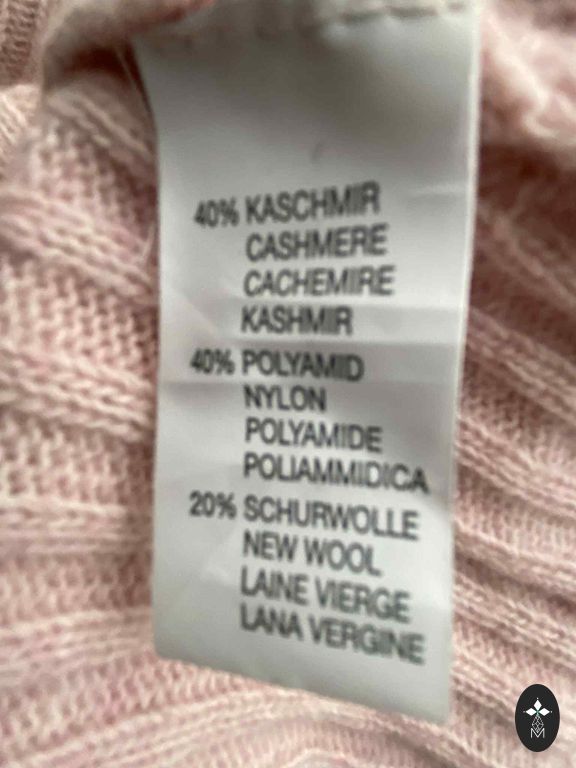 40% KASCHMIR
CASHMERE
CACHEMIRE
KASHMIR
40% POLYAMID
NYLON
POLYAMIDE
POLIAMMIDICA
20% SCHURWOLLE
NEW WOOL
LAINE VIERGE
LANA VERGINE
M